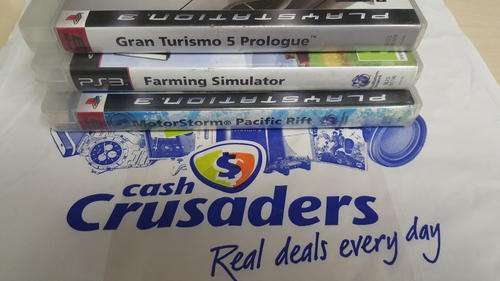 PLAYSTATION 3
Gran Turismo 5 Prologue™
PS3 Farming Simulator
PLAYSTATION 3
MotorStorm® Pacific Rift
$
cash
Crusaders
Real deals every day